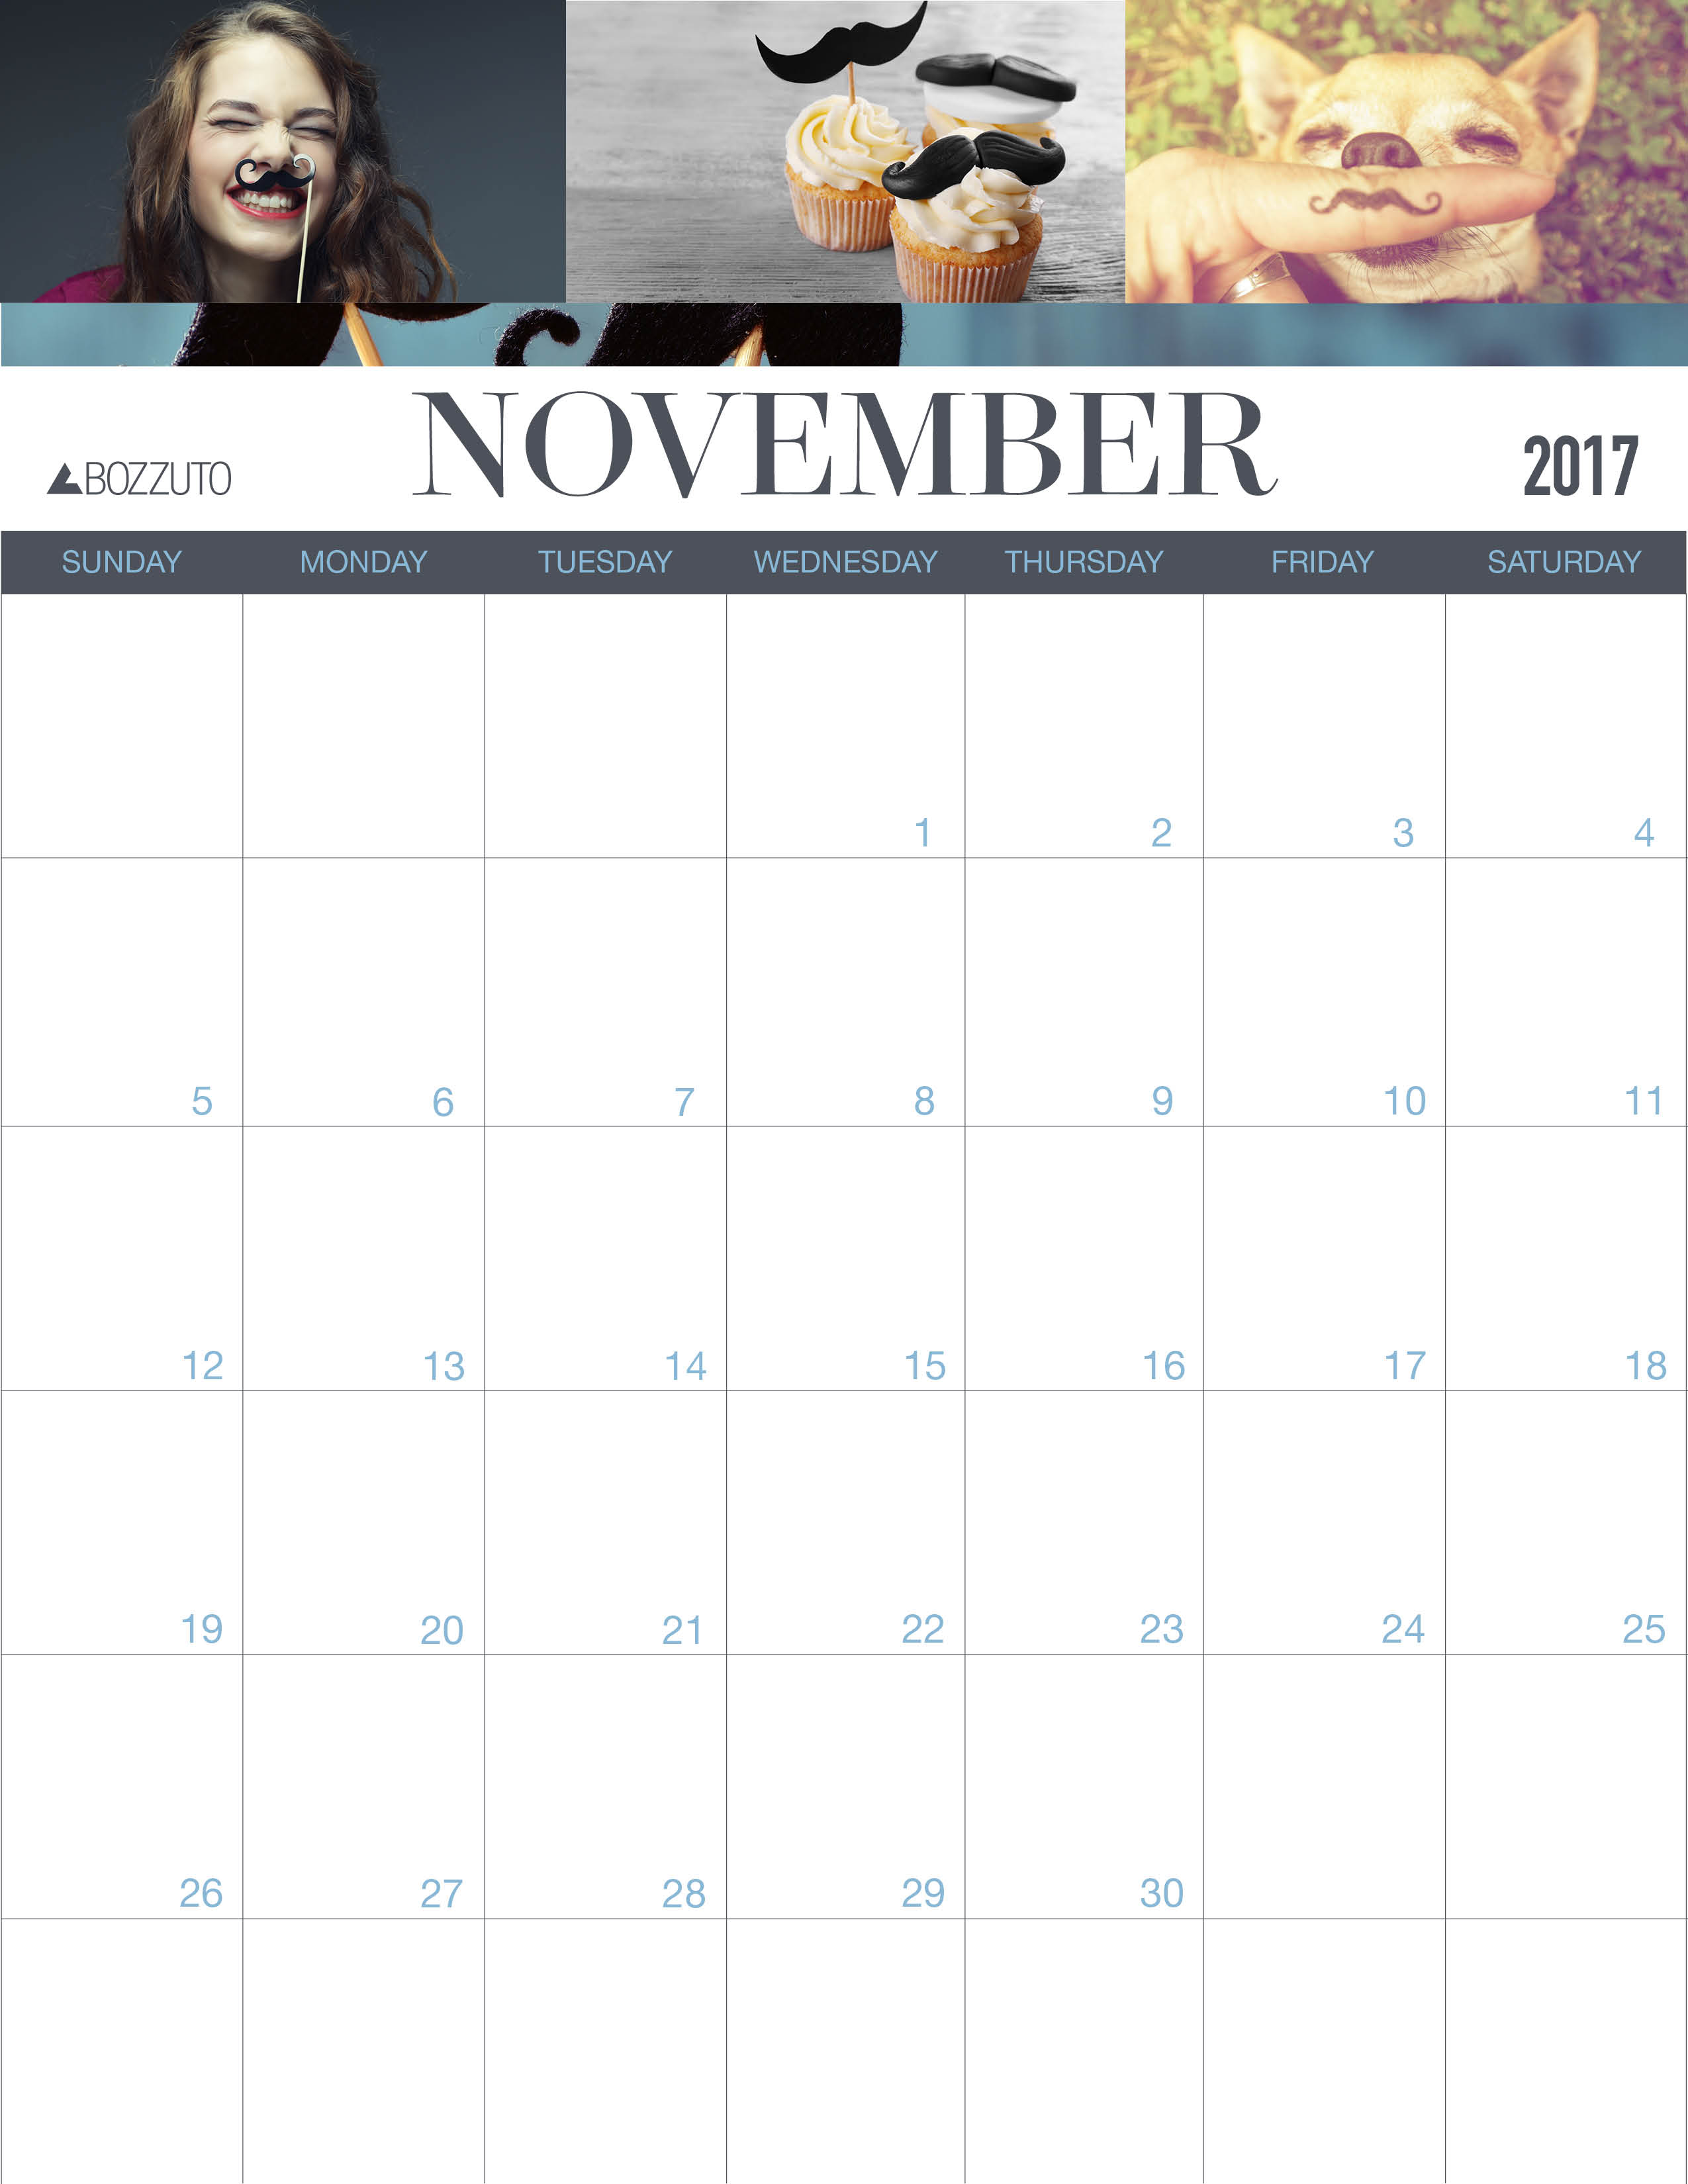 NOVEMBER
BOZZUTO 2017
SUNDAY MONDAY TUESDAY WEDNESDAY THURSDAY FRIDAY SATURDAY
1 2 3 4
5 6 7 8 9 10 11
12 13 14 15 16 17 18
19 20 21 22 23 24 25
26 27 28 29 30